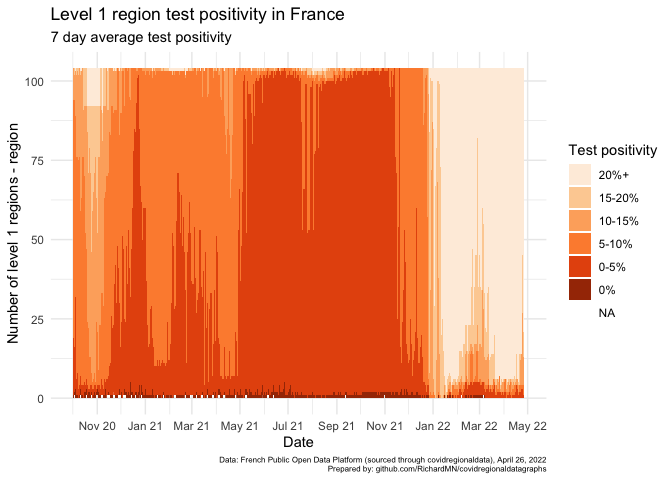 Level 1 region test positivity in France
7 day average test positivity
Number of level 1 regions - region
100
75
50
25
0
Nov 20 Jan 21 Mar 21 May 21 Jul 21 Sep 21 Nov 21 Jan 22 Mar 22 May 22
Date
Test positivity
20%+
15-20%
10-15%
5-10%
0-5%
0%
NA
Data: French Public Open Data Platform (sourced through covidregionaldata), April 26, 2022
Prepared by: github.com/RichardMN/covidregionaldatagraphs